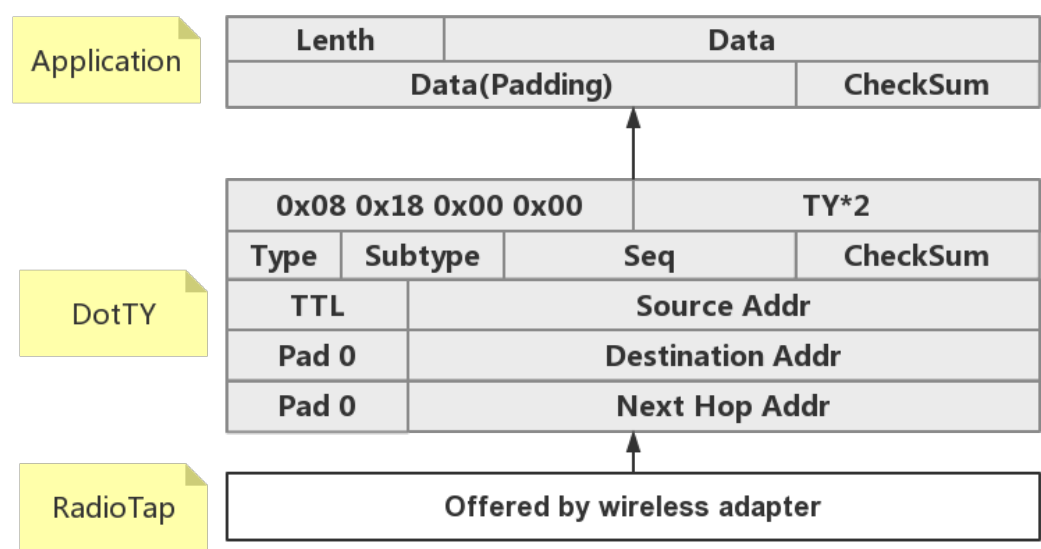 Application
Lenth Data
Data(Padding) CheckSum
0x08 0x18 0x00 0x00 TY*2
Type Subtype Seq CheckSum
DotTY
TTL Source Addr
Pad 0 Destination Addr
Pad 0 Next Hop Addr
RadioTap
Offered by wireless adapter